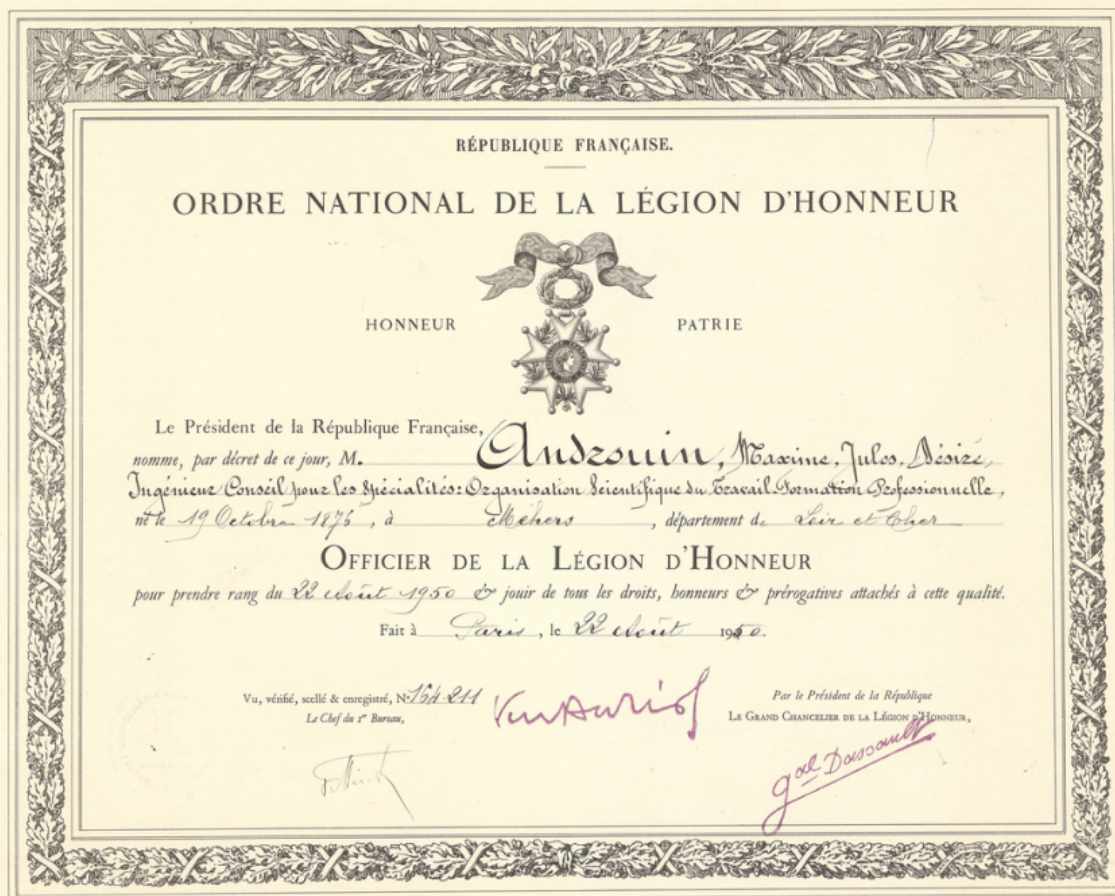 RÉPUBLIQUE FRANÇAISE.
ORDRE NATIONAL DE LA LÉGION D'HONNEUR
HONNEUR PATRIE
Le Président de la République Française,
nomme, par décret de ce jour, M. Androuin, Maxime, Jules, Désiré,
Ingénieur Conseil pour les spécialités: Organisation Scientifique du Travail. Formation Professionnelle,
né le 19 Octobre 1875, à Méhers, département de Loir et Cher
OFFICIER DE LA LÉGION D'HONNEUR
pour prendre rang du 22 Août 1950 & jouir de tous les droits, honneurs & prérogatives attachés à cette qualité.
Fait à Paris, le 22 Août 1950.
Vu, vérifié, scellé & enregistré, N° 164.211
Le Chef du 1er Bureau,
Par le Président de la République
LE GRAND CHANCELIER DE LA LÉGION D'HONNEUR,
gal Dassault